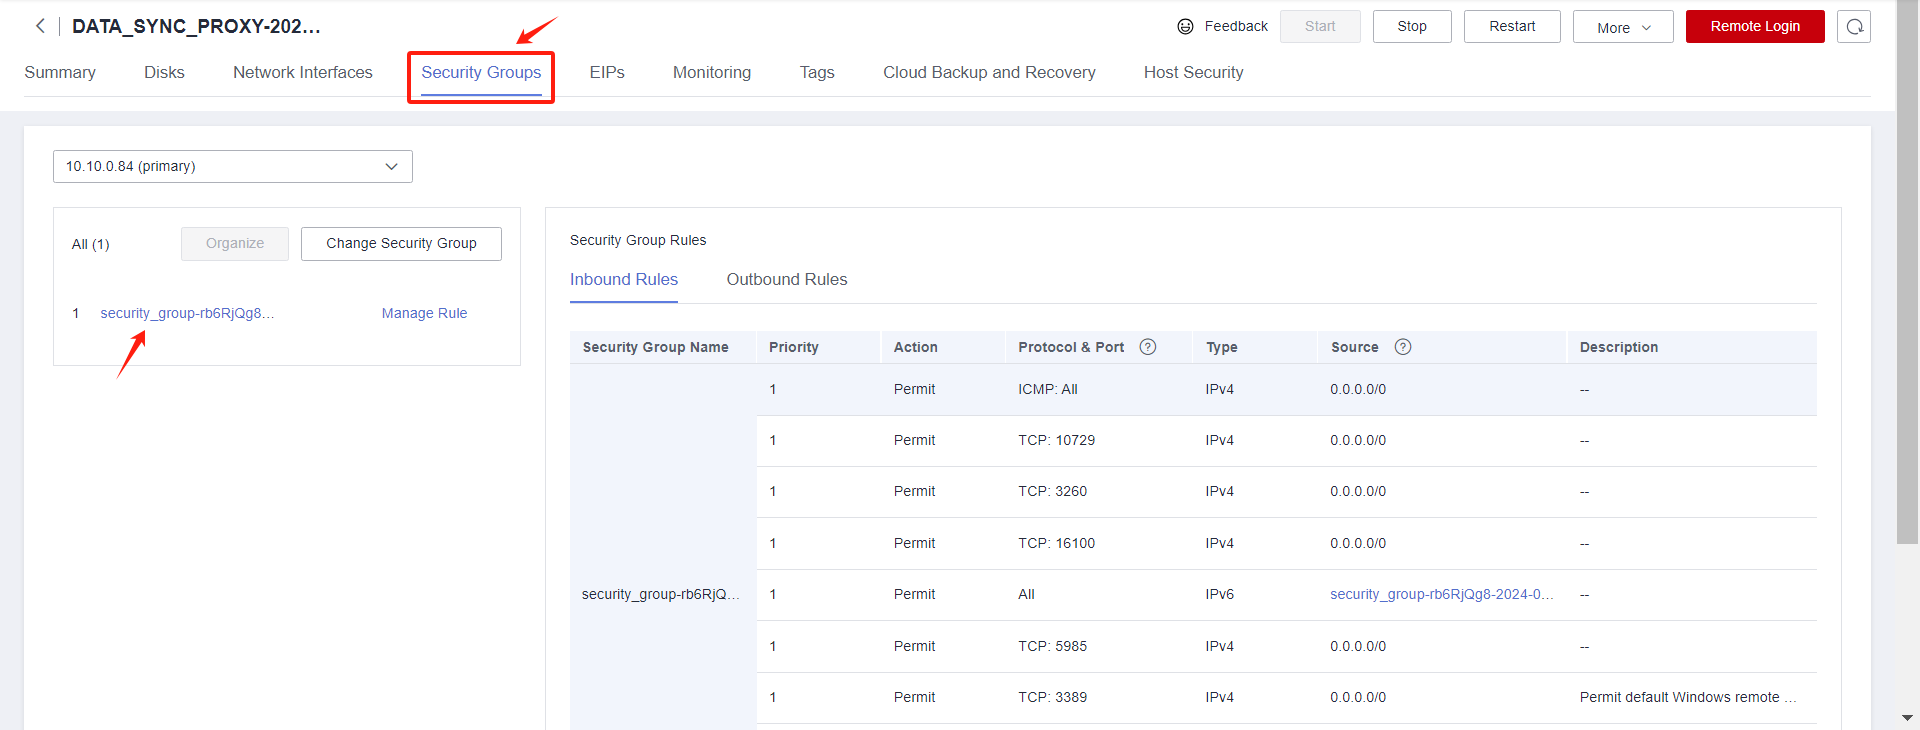 DATA_SYNC_PROXY-202...
Feedback
Start
Stop
Restart
More
Remote Login
Summary
Disks
Network Interfaces
Security Groups
EIPs
Monitoring
Tags
Cloud Backup and Recovery
Host Security
10.10.0.84 (primary)
All (1)
Organize
Change Security Group
1 security_group-rb6RjQg8... Manage Rule
Security Group Rules
Inbound Rules
Outbound Rules
Security Group Name Priority Action Protocol & Port ? Type Source ? Description
1 Permit ICMP: All IPv4 0.0.0.0/0 --
1 Permit TCP: 10729 IPv4 0.0.0.0/0 --
1 Permit TCP: 3260 IPv4 0.0.0.0/0 --
1 Permit TCP: 16100 IPv4 0.0.0.0/0 --
security_group-rb6RjQ... 1 Permit All IPv6 security_group-rb6RjQg8-2024-0... --
1 Permit TCP: 5985 IPv4 0.0.0.0/0 --
1 Permit TCP: 3389 IPv4 0.0.0.0/0 Permit default Windows remote ...